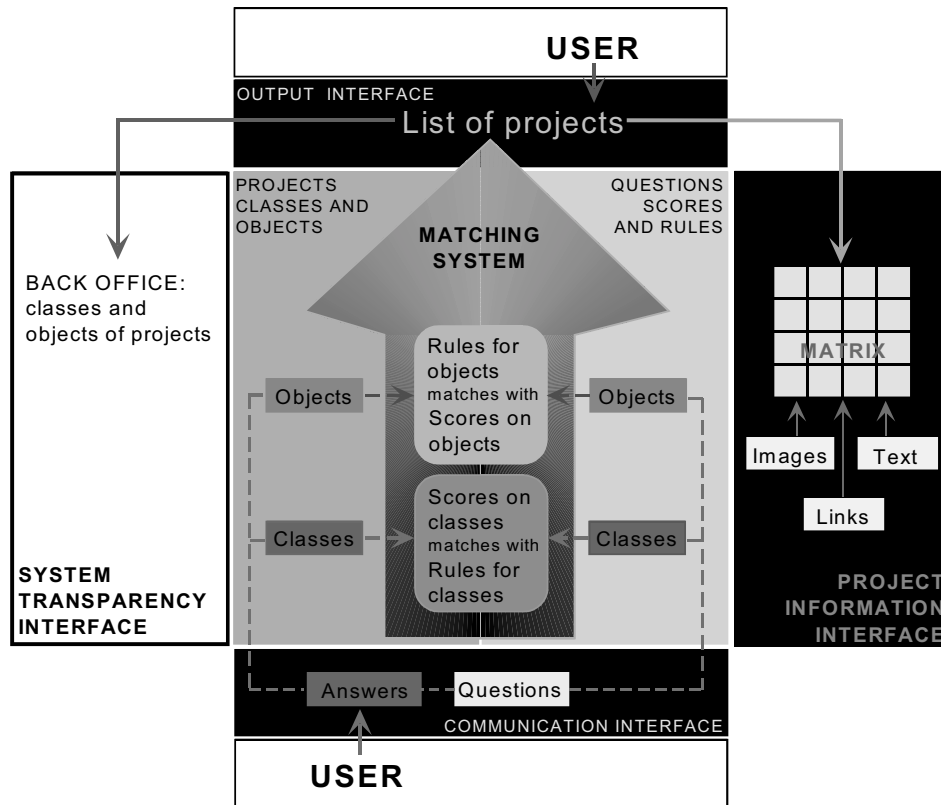 USER
OUTPUT INTERFACE
List of projects
PROJECTS
CLASSES AND
OBJECTS
QUESTIONS
SCORES
AND RULES
MATCHING
SYSTEM
BACK OFFICE:
classes and
objects of projects
MATRIX
Rules for
objects
matches with
Scores on
objects
Objects
Objects
Images
Text
Links
Scores on
classes
matches with
Rules for
classes
Classes
Classes
SYSTEM
TRANSPARENCY
INTERFACE
PROJECT
INFORMATION
INTERFACE
Answers
Questions
COMMUNICATION INTERFACE
USER